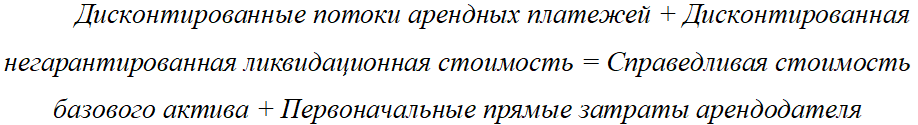 Дисконтированные потоки арендных платежей + Дисконтированная
негарантированная ликвидационная стоимость = Справедливая стоимость
базового актива + Первоначальные прямые затраты арендодателя